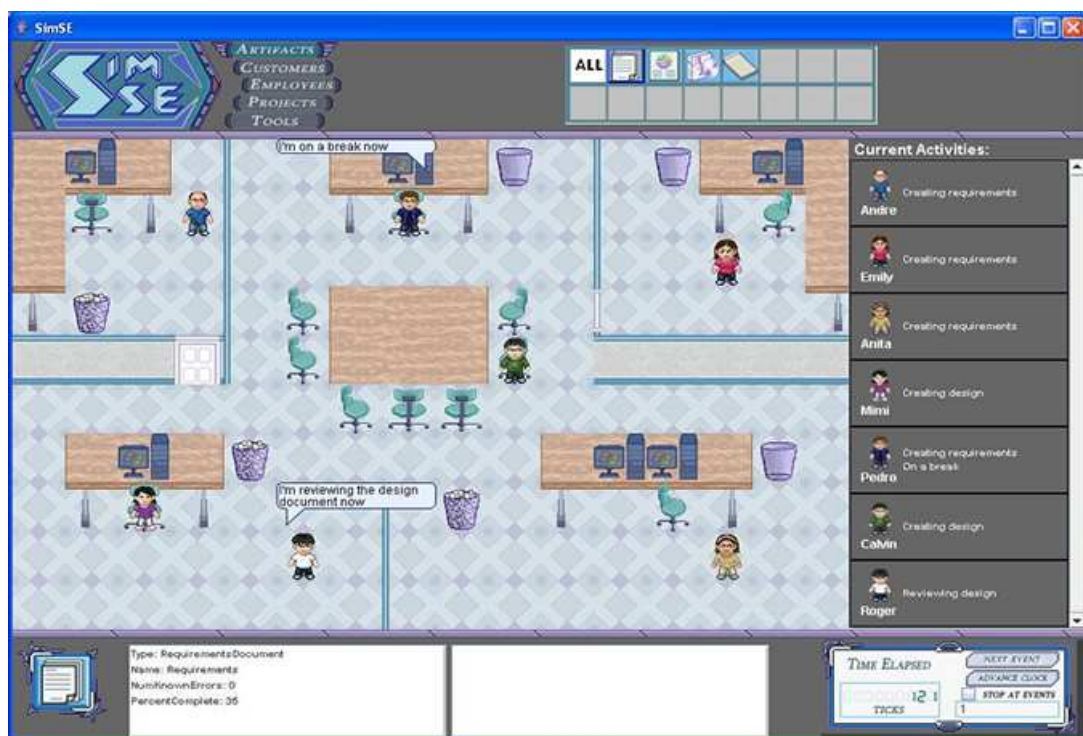 SimSE
SIM
SE
ARTIFACTS
CUSTOMERS
EMPLOYEES
PROJECTS
TOOLS
ALL
I'm on a break now
I'm reviewing the design
document now
Current Activities:
Creating requirements
Andre
Creating requirements
Emily
Creating requirements
Anita
Creating design
Mimi
Creating requirements
On a break
Pedro
Creating design
Calvin
Reviewing design
Roger
Type: RequirementsDocument
Name: Requirements
NumKnownErrors: 0
PercentComplete: 35
TIME ELAPSED
121
TICKS
NEXT EVENT
ADVANCE CLOCK
STOP AT EVENTS
1